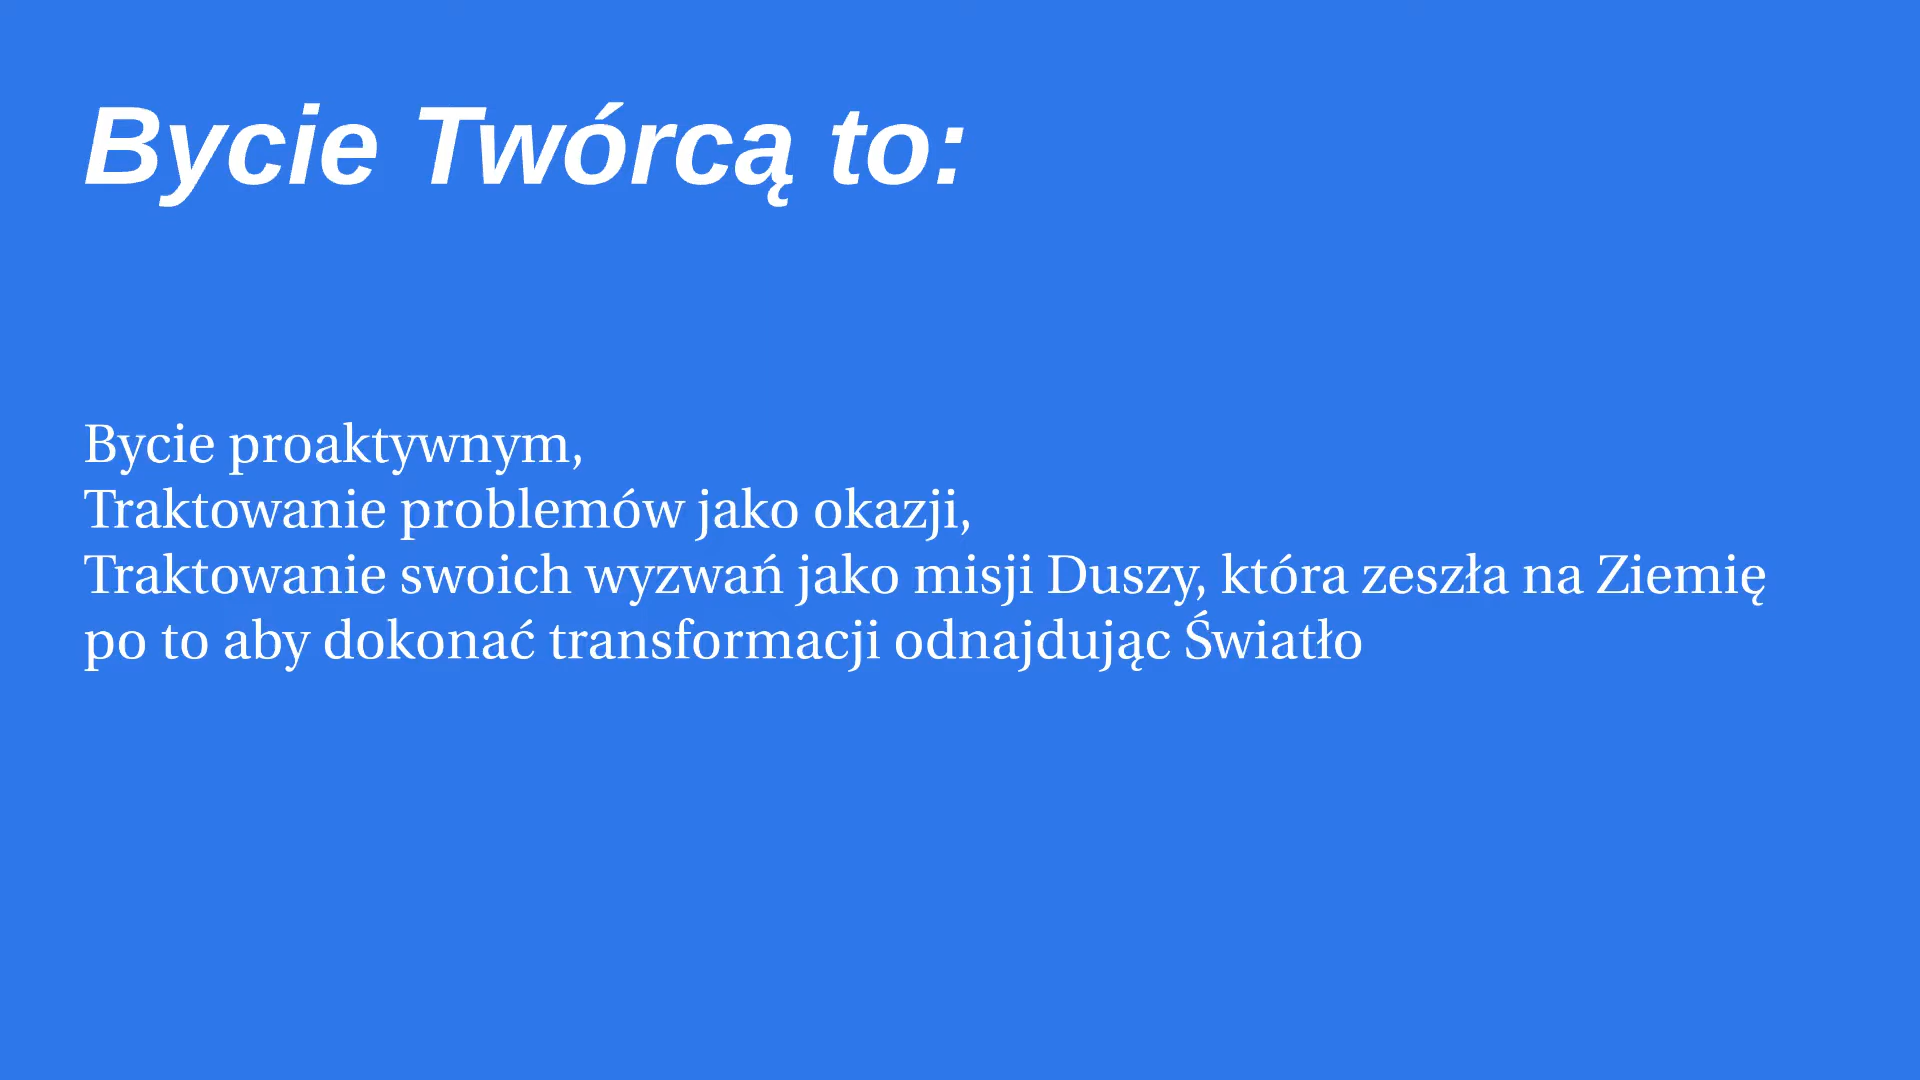 Bycie Twórcą to:
Bycie proaktywnym,
Traktowanie problemów jako okazji,
Traktowanie swoich wyzwań jako misji Duszy, która zeszła na Ziemię
po to aby dokonać transformacji odnajdując Światło